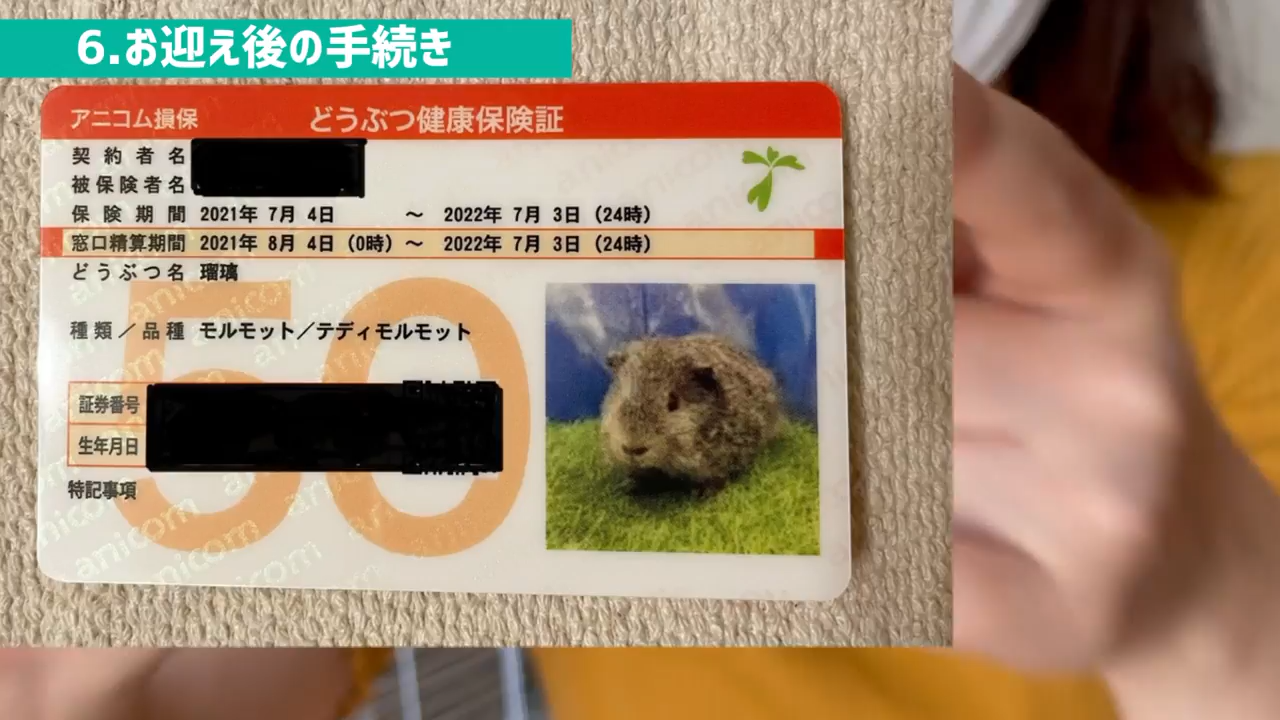 6.お迎え後の手続き
アニコム損保 どうぶつ健康保険証
契約者名
被保険者名
保険期間 2021年 7月 4日 ～ 2022年 7月 3日（24時）
窓口精算期間 2021年 8月 4日（0時）～ 2022年 7月 3日（24時）
どうぶつ名 瑠璃
種類／品種 モルモット／テディモルモット
50
証券番号
生年月日
特記事項
anicom anicom anicom